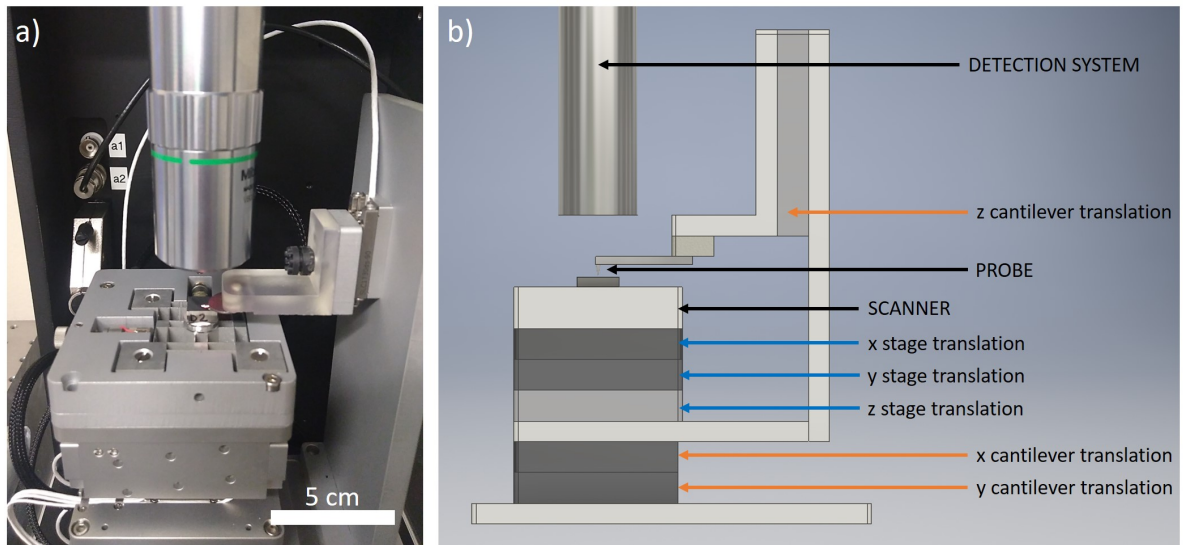 a)
a1
a2
5 cm
b)
DETECTION SYSTEM
z cantilever translation
PROBE
SCANNER
x stage translation
y stage translation
z stage translation
x cantilever translation
y cantilever translation